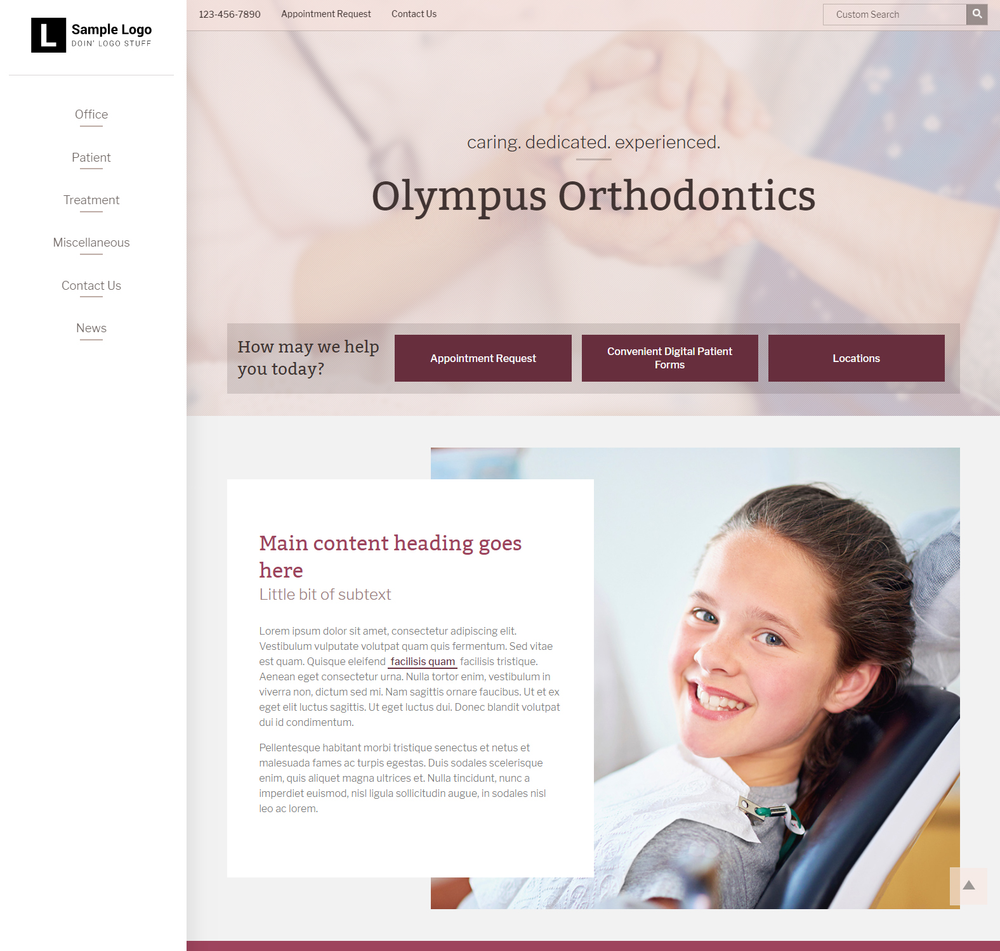 L
Sample Logo
DOIN' LOGO STUFF
Office
Patient
Treatment
Miscellaneous
Contact Us
News
123-456-7890
Appointment Request
Contact Us
Custom Search
caring. dedicated. experienced.
Olympus Orthodontics
How may we help
you today?
Appointment Request
Convenient Digital Patient
Forms
Locations
Main content heading goes
here
Little bit of subtext
Lorem ipsum dolor sit amet, consectetur adipiscing elit.
Vestibulum vulputate volutpat quam quis fermentum. Sed vitae
est quam. Quisque eleifend facilisis quam facilisis tristique.
Aenean eget consectetur urna. Nulla tortor enim, vestibulum in
viverra non, dictum sed mi. Nam sagittis ornare faucibus. Ut et ex
eget elit luctus sagittis. Ut eget luctus dui. Donec blandit volutpat
dui id condimentum.
Pellentesque habitant morbi tristique senectus et netus et
malesuada fames ac turpis egestas. Duis sodales scelerisque
enim, quis aliquet magna ultrices et. Nulla tincidunt, nunc a
imperdiet euismod, nisl ligula sollicitudin augue, in sodales nisl
leo ac lorem.